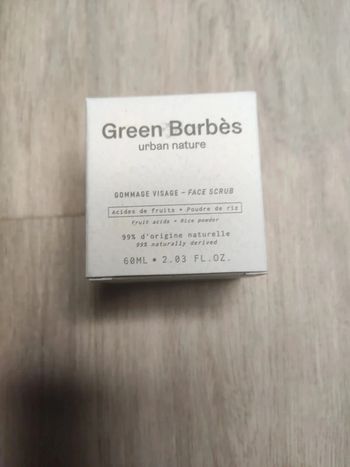 Green Barbès
urban nature
GOMMAGE VISAGE – FACE SCRUB
Acides de fruits • Poudre de riz
Fruit acids • Rice powder
99% d'origine naturelle
99% naturally derived
60ML • 2.03 FL.OZ.